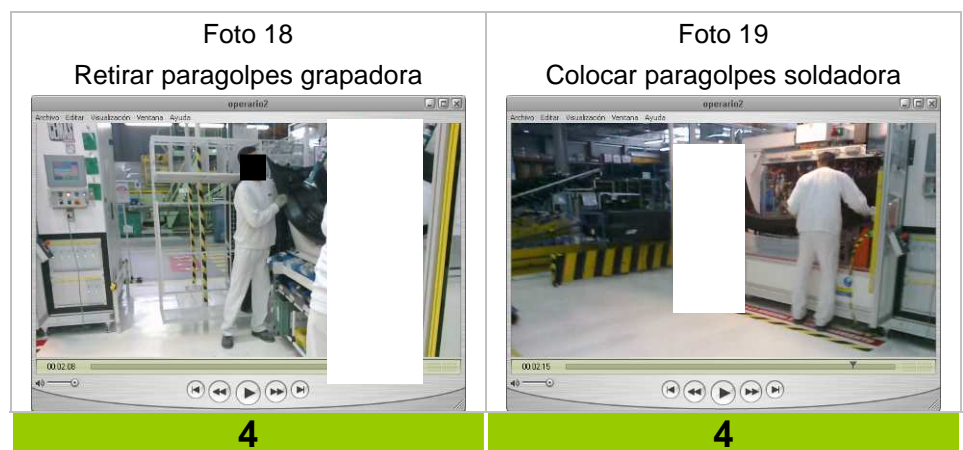 Foto 18
Retirar paragolpes grapadora
operario2
Archivo Editar Visualización Ventana Ayuda
00:02:08
4
Foto 19
Colocar paragolpes soldadora
operario2
Archivo Editar Visualización Ventana Ayuda
00:02:15
4